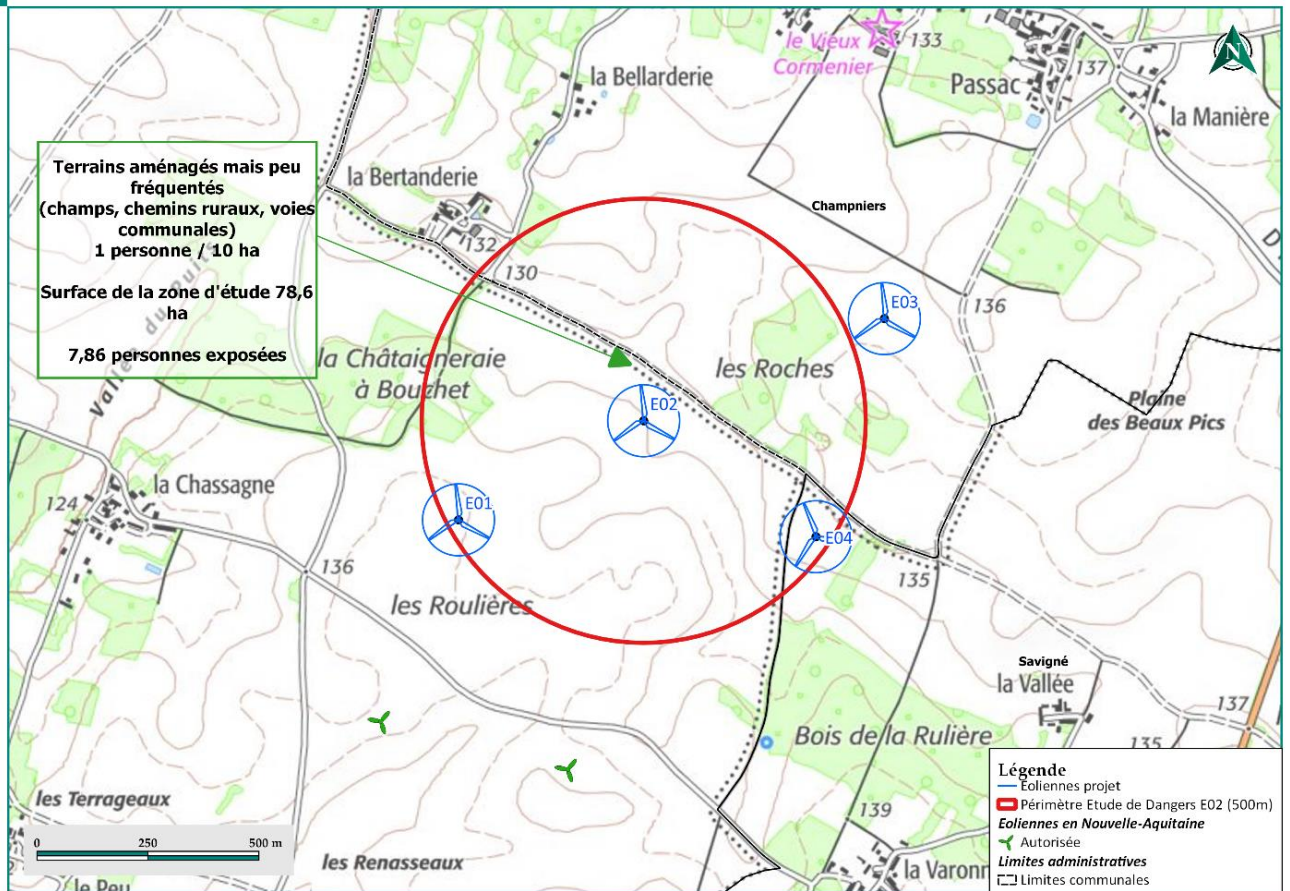 le Vieux
Cormenier
133
N
la Bellarderie
Passac
137
la Manière
Terrains aménagés mais peu
fréquentés
(champs, chemins ruraux, voies
communales)
1 personne / 10 ha
Surface de la zone d'étude 78,6
ha
7,86 personnes exposées
la Bertanderie
Champniers
132
130
136
E03
Vallée du Puits
la Châtaigneraie
à Bouchet
les Roches
E02
Plaine
des Beaux Pics
la Chassagne
124
E01
E04
136
135
les Roulières
Savigné
la Vallée
137
135
Bois de la Rulière
les Terrageaux
139
0 250 500 m
les Renasseaux
le Peu
la Varonn
Légende
Eoliennes projet
Périmètre Etude de Dangers E02 (500m)
Eoliennes en Nouvelle-Aquitaine
Autorisée
Limites administratives
Limites communales